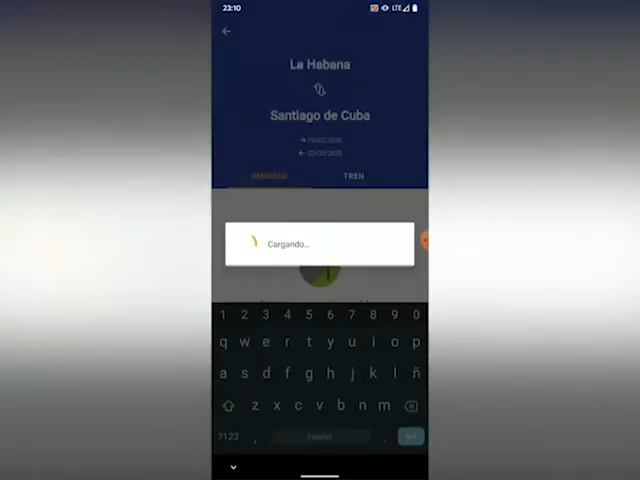 23:10
LTE
La Habana
Santiago de Cuba
ÓMNIBUS TREN
Cargando...
1 2 3 4 5 6 7 8 9 0
q w e r t y u i o p
a s d f g h j k l ñ
z x c v b n m
?123 , Español .